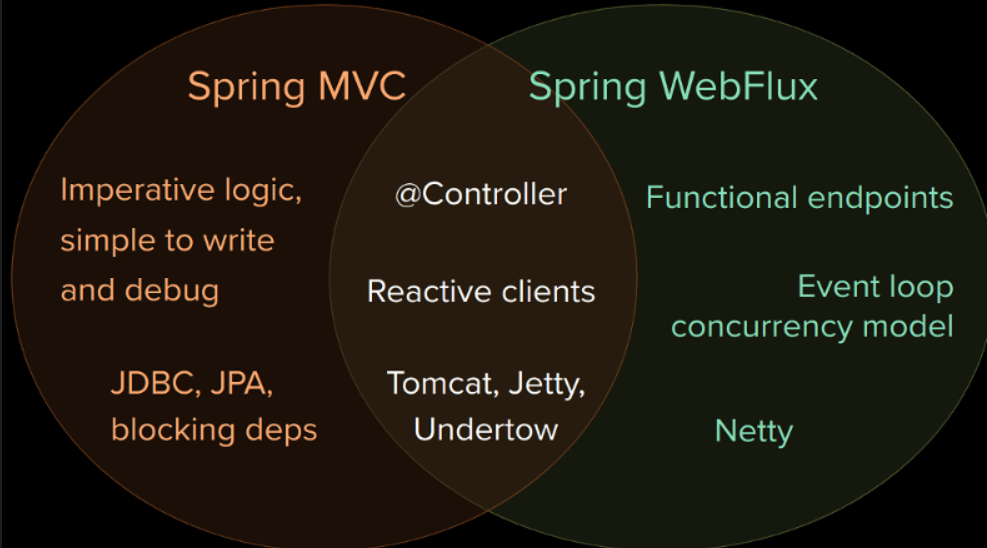 Spring MVC
Spring WebFlux
Imperative logic,
simple to write
and debug
JDBC, JPA,
blocking deps
@Controller
Reactive clients
Tomcat, Jetty,
Undertow
Functional endpoints
Event loop
concurrency model
Netty